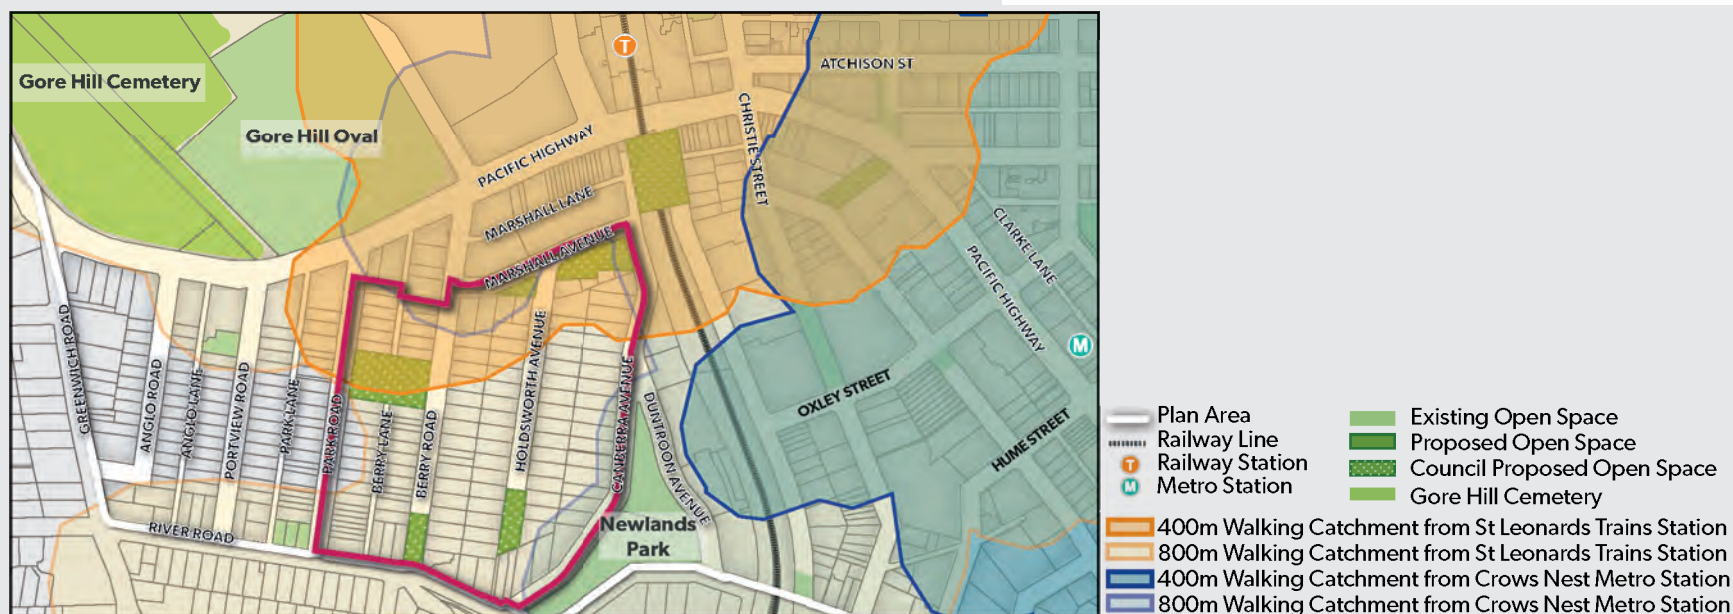 Gore Hill Cemetery
Gore Hill Oval
T
ATCHISON ST
CHRISTIE STREET
PACIFIC HIGHWAY
MARSHALL LANE
MARSHALL AVENUE
CLARKE LANE
PACIFIC HIGHWAY
M
GREENWICH ROAD
ANGLO ROAD
ANGLO LANE
PORTVIEW ROAD
PARK LANE
PARK ROAD
BERRY LANE
BERRY ROAD
HOLDSWORTH AVENUE
CANBERRA AVENUE
DUNTROON AVENUE
OXLEY STREET
HUME STREET
RIVER ROAD
Newlands
Park
Plan Area
Railway Line
T Railway Station
M Metro Station
Existing Open Space
Proposed Open Space
Council Proposed Open Space
Gore Hill Cemetery
400m Walking Catchment from St Leonards Trains Station
800m Walking Catchment from St Leonards Trains Station
400m Walking Catchment from Crows Nest Metro Station
800m Walking Catchment from Crows Nest Metro Station